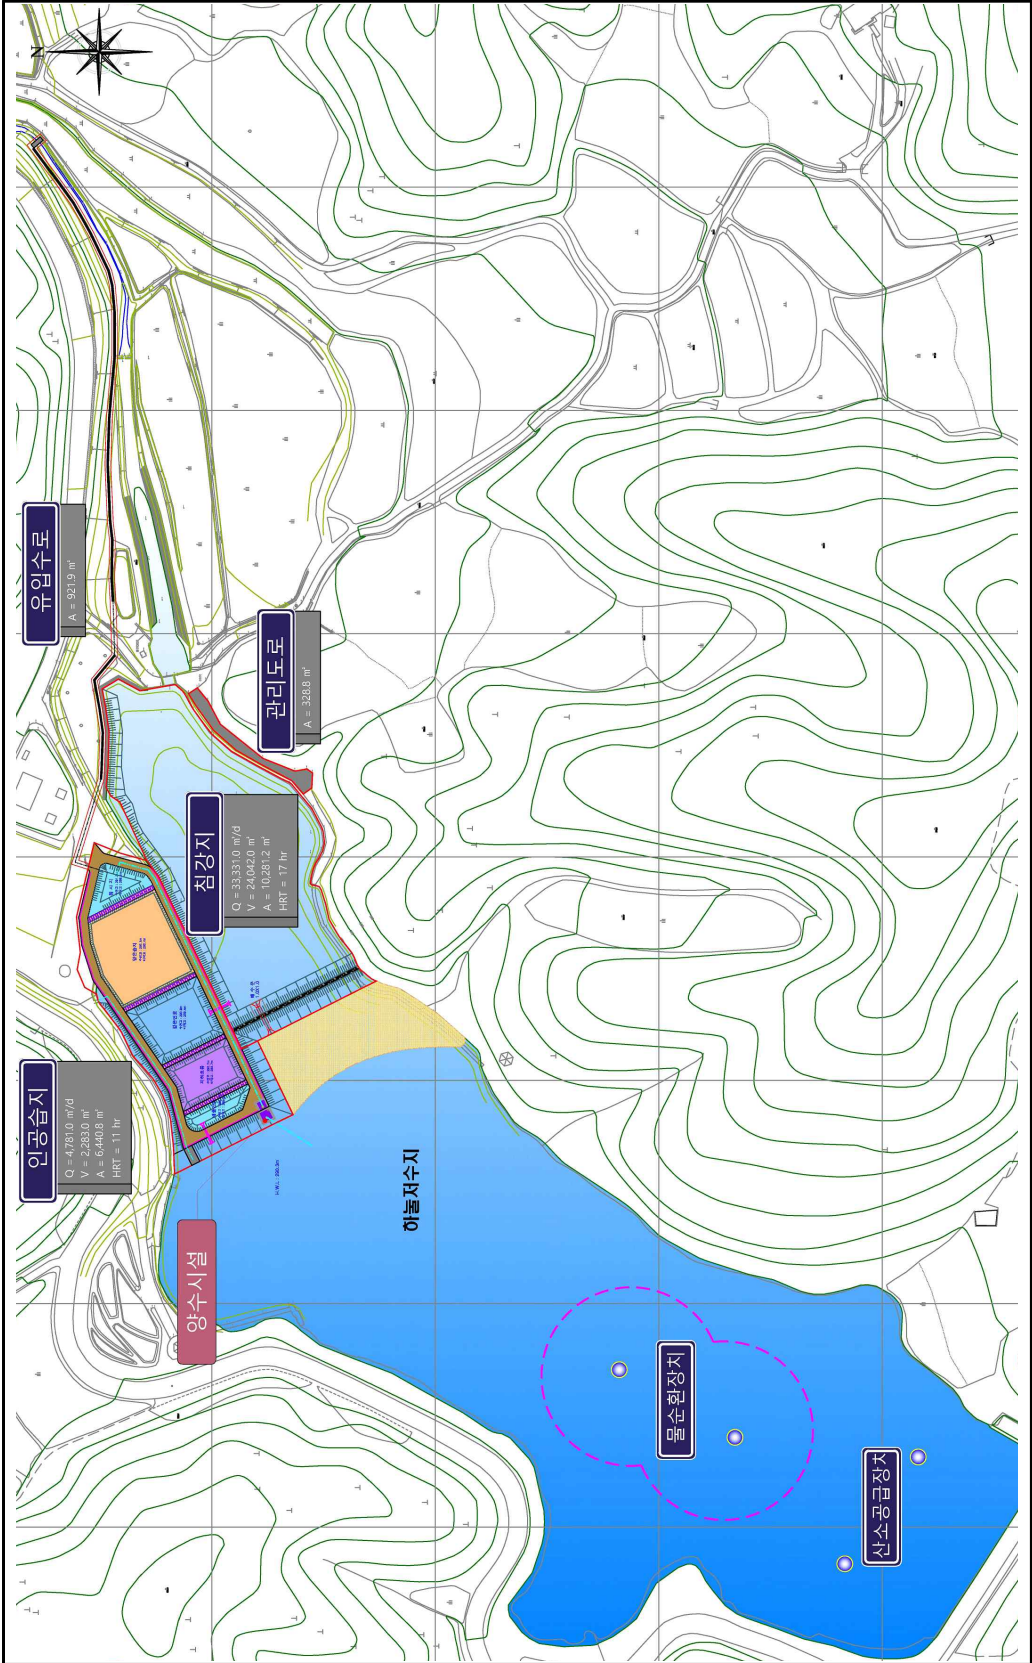 N
유입수로
A = 921.9 ㎡
관리도로
A = 328.8 ㎡
침강지
Q = 33,331.0 ㎥/d
V = 24,042.0 ㎥
A = 10,281.2 ㎡
HRT = 17 hr
인공습지
Q = 4,781.0 ㎥/d
V = 2,283.0 ㎥
A = 6,440.8 ㎡
HRT = 11 hr
양수시설
하늘저수지
물순환장치
산소공급장치